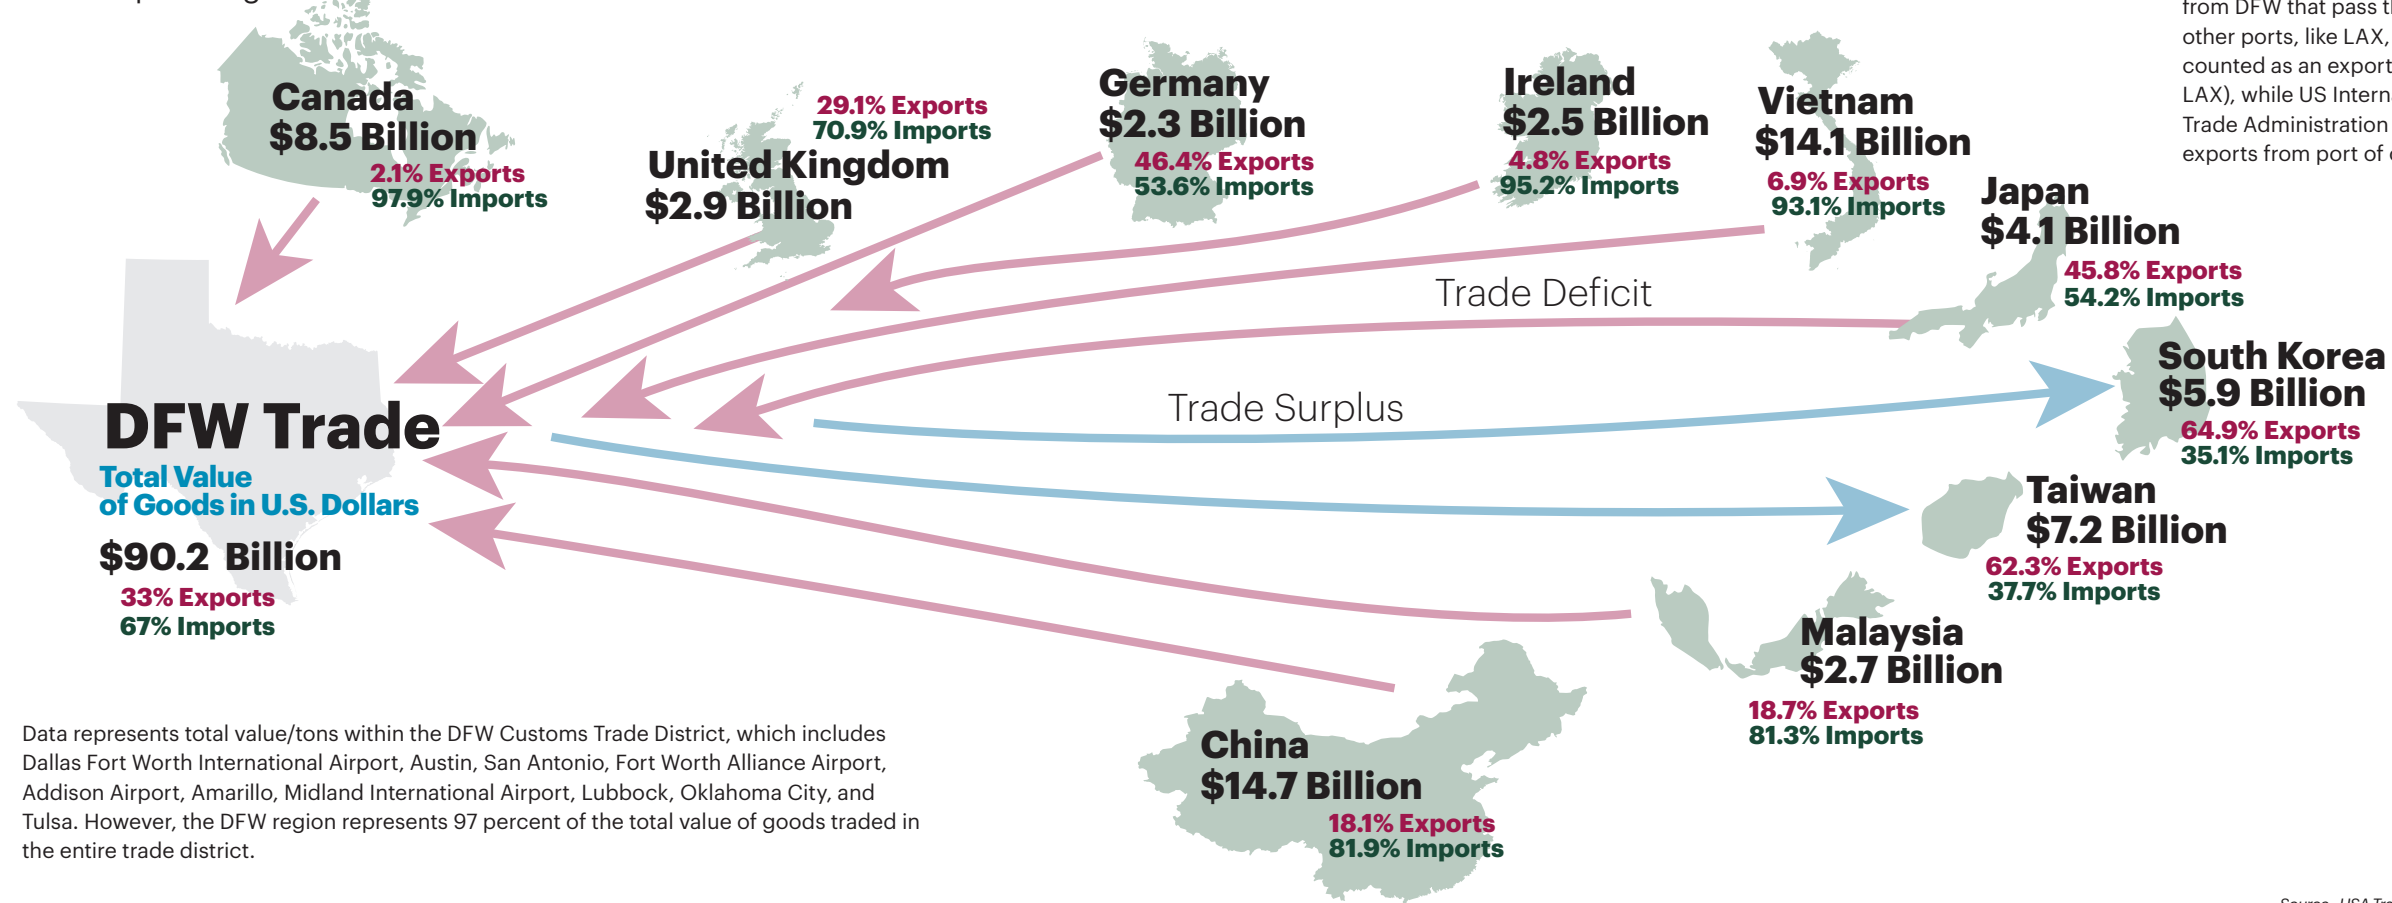 Canada
$8.5 Billion
2.1% Exports
97.9% Imports
29.1% Exports
70.9% Imports
United Kingdom
$2.9 Billion
Germany
$2.3 Billion
46.4% Exports
53.6% Imports
Ireland
$2.5 Billion
4.8% Exports
95.2% Imports
Vietnam
$14.1 Billion
6.9% Exports
93.1% Imports
from DFW that pass
other ports, like LAX,
counted as an export
LAX), while US
Trade Administration
exports from port of
Japan
$4.1 Billion
45.8% Exports
54.2% Imports
Trade Deficit
South Korea
$5.9 Billion
64.9% Exports
35.1% Imports
Trade Surplus
DFW Trade
Total Value
of Goods in U.S. Dollars
$90.2 Billion
33% Exports
67% Imports
Taiwan
$7.2 Billion
62.3% Exports
37.7% Imports
Malaysia
$2.7 Billion
18.7% Exports
81.3% Imports
China
$14.7 Billion
18.1% Exports
81.9% Imports
Data represents total value/tons within the DFW Customs Trade District, which includes
Dallas Fort Worth International Airport, Austin, San Antonio, Fort Worth Alliance Airport,
Addison Airport, Amarillo, Midland International Airport, Lubbock, Oklahoma City, and
Tulsa. However, the DFW region represents 97 percent of the total value of goods traded in
the entire trade district.